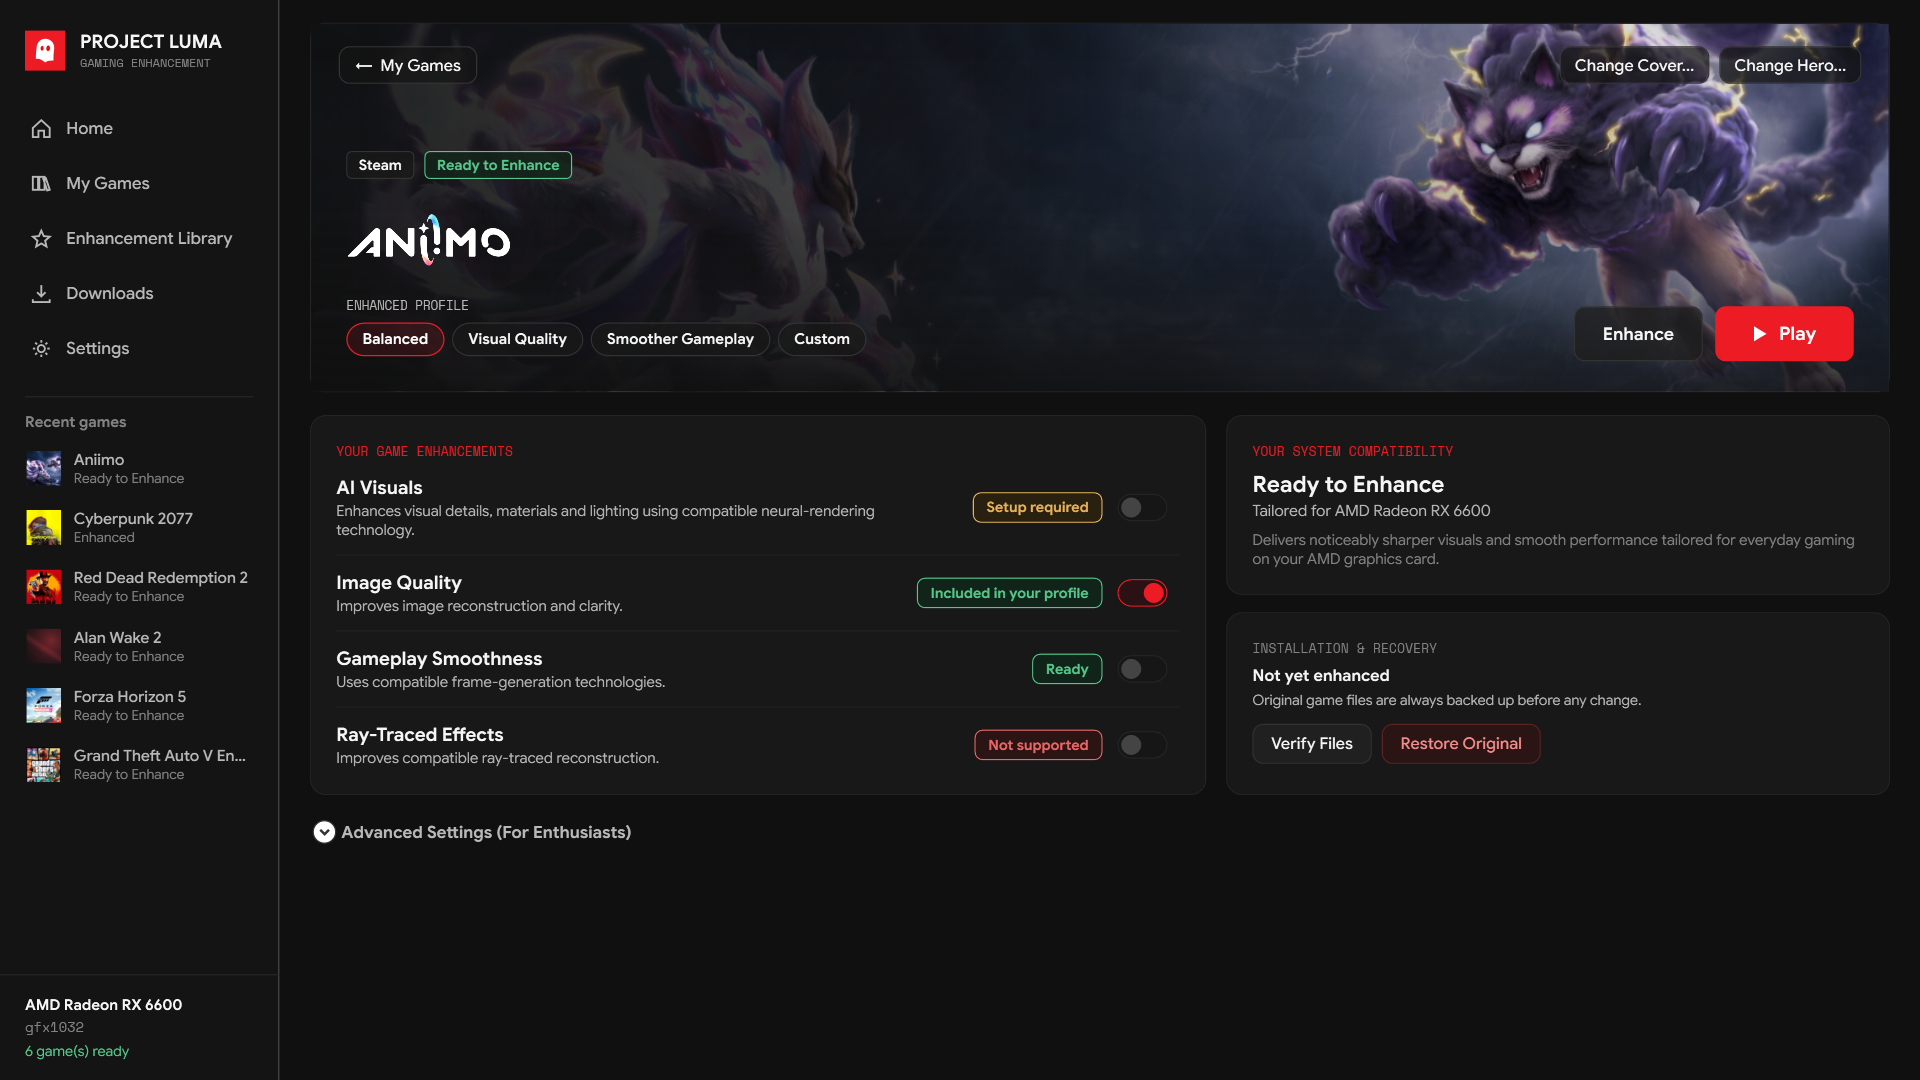 PROJECT LUMA
GAMING ENHANCEMENT
Home
My Games
Enhancement Library
Downloads
Settings
Recent games
Aniimo
Ready to Enhance
Cyberpunk 2077
Enhanced
Red Dead Redemption 2
Ready to Enhance
Alan Wake 2
Ready to Enhance
Forza Horizon 5
Ready to Enhance
Grand Theft Auto V En...
Ready to Enhance
AMD Radeon RX 6600
gfx1032
6 game(s) ready
← My Games
Change Cover...
Change Hero...
Steam
Ready to Enhance
ANIIMO
ENHANCED PROFILE
Balanced
Visual Quality
Smoother Gameplay
Custom
Enhance
Play
YOUR GAME ENHANCEMENTS
AI Visuals
Enhances visual details, materials and lighting using compatible neural-rendering
technology.
Setup required
Image Quality
Improves image reconstruction and clarity.
Included in your profile
Gameplay Smoothness
Uses compatible frame-generation technologies.
Ready
Ray-Traced Effects
Improves compatible ray-traced reconstruction.
Not supported
Advanced Settings (For Enthusiasts)
YOUR SYSTEM COMPATIBILITY
Ready to Enhance
Tailored for AMD Radeon RX 6600
Delivers noticeably sharper visuals and smooth performance tailored for everyday gaming
on your AMD graphics card.
INSTALLATION & RECOVERY
Not yet enhanced
Original game files are always backed up before any change.
Verify Files
Restore Original